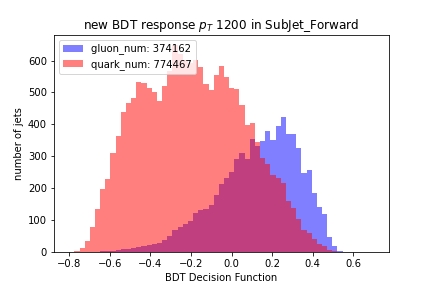 new BDT response p_T 1200 in SubJet_Forward
gluon_num: 374162
quark_num: 774467
number of jets
600
500
400
300
200
100
0
−0.8 −0.6 −0.4 −0.2 0.0 0.2 0.4 0.6
BDT Decision Function